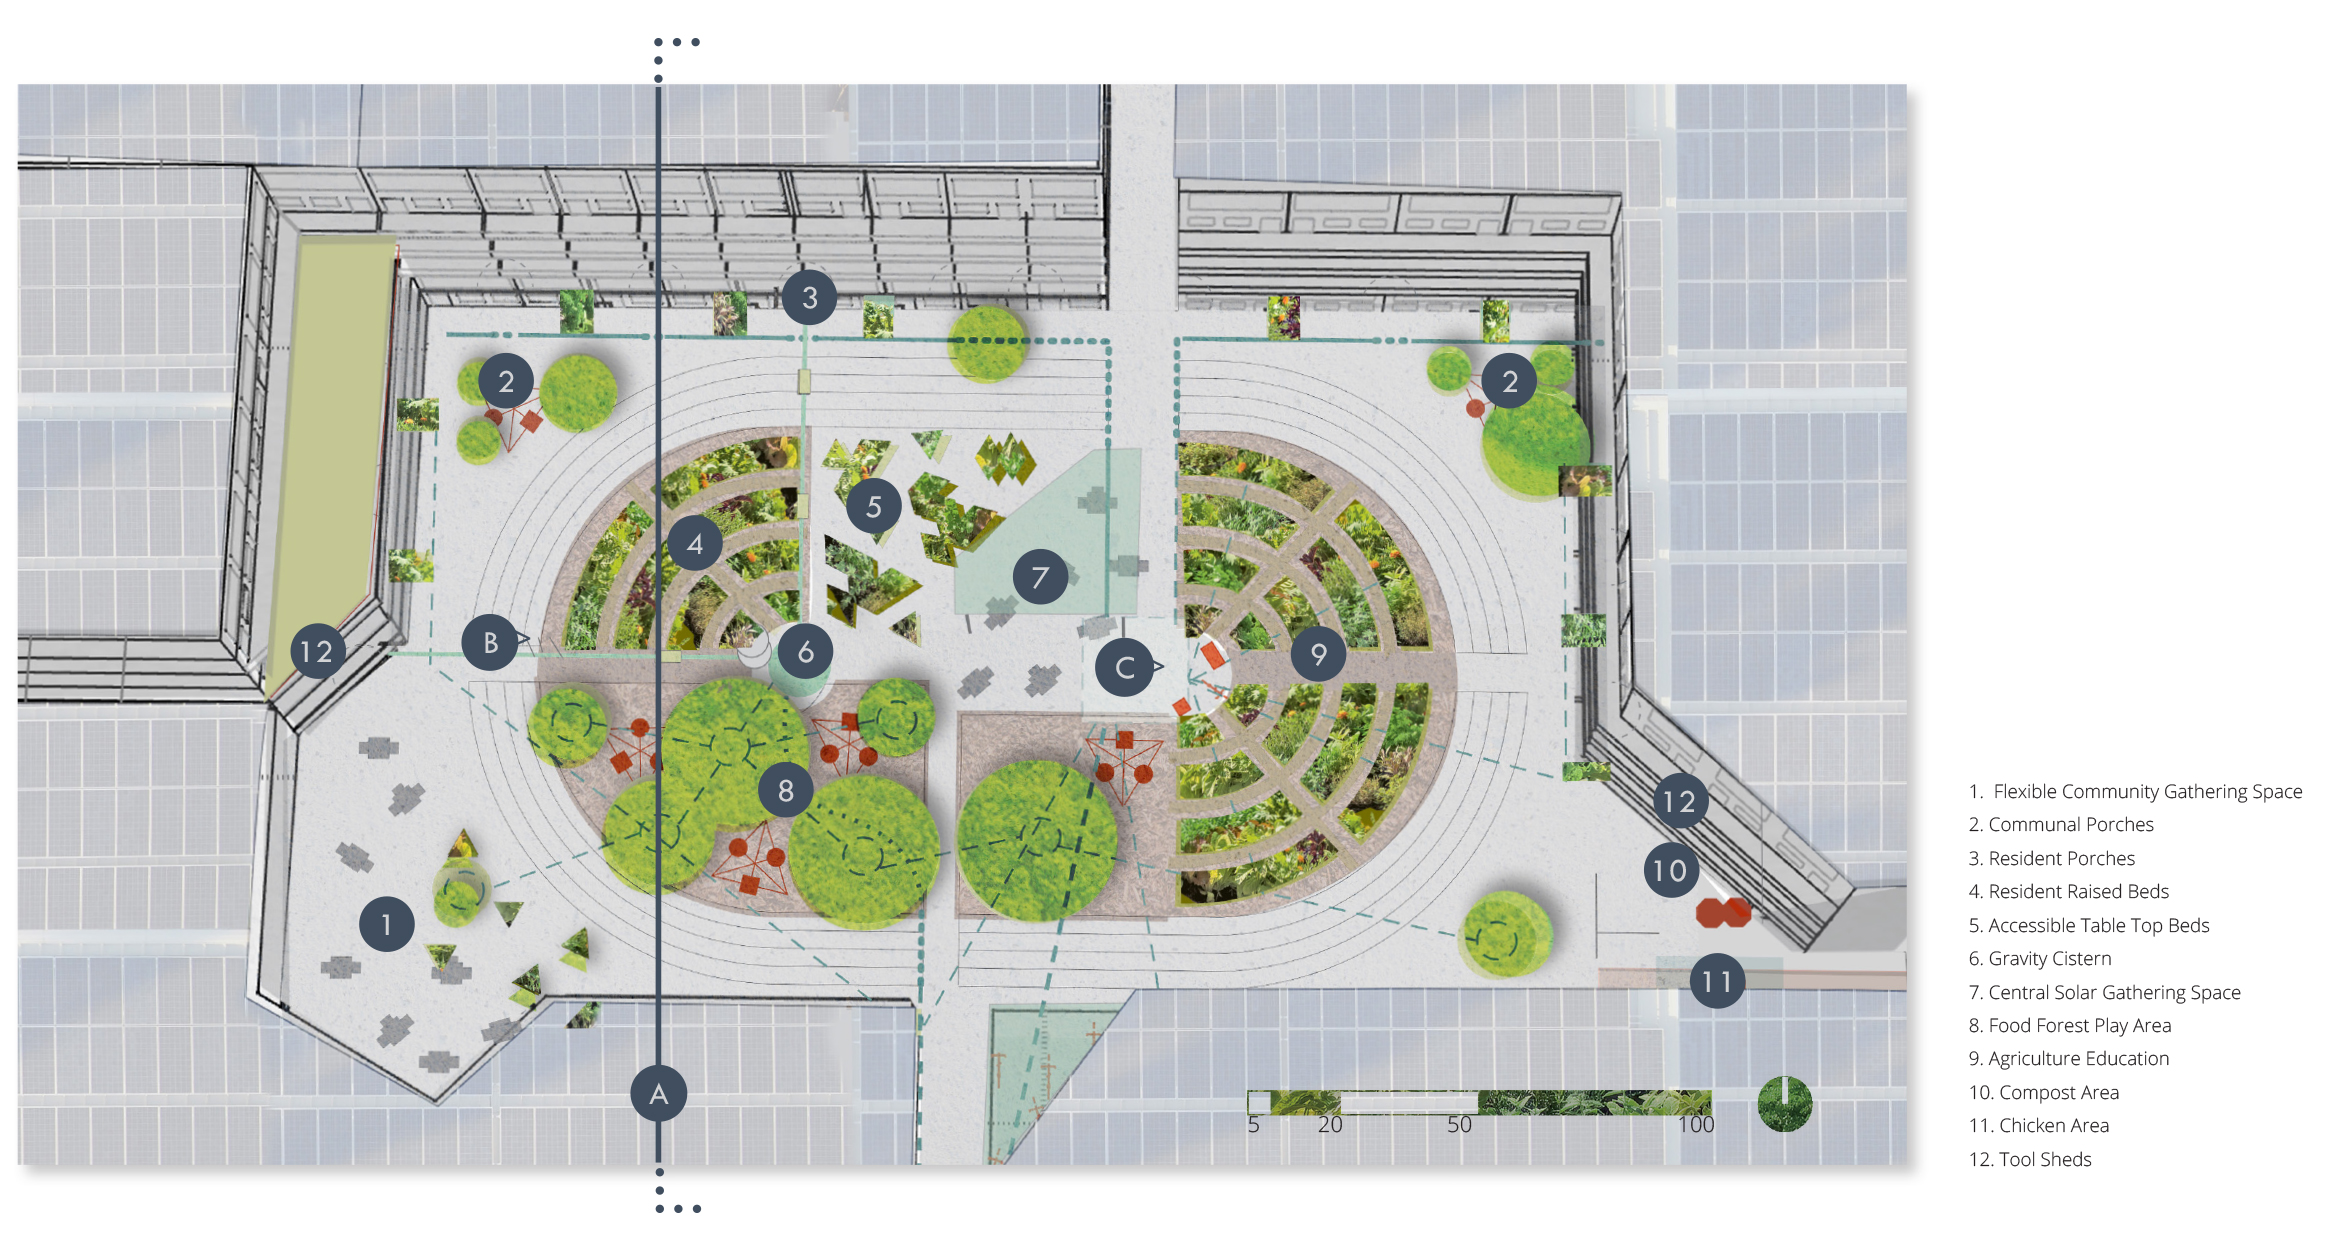 3
2
2
5
4
7
B
6
9
12
C
8
12
10
1
11
A
5 20 50 100
1. Flexible Community Gathering Space
2. Communal Porches
3. Resident Porches
4. Resident Raised Beds
5. Accessible Table Top Beds
6. Gravity Cistern
7. Central Solar Gathering Space
8. Food Forest Play Area
9. Agriculture Education
10. Compost Area
11. Chicken Area
12. Tool Sheds